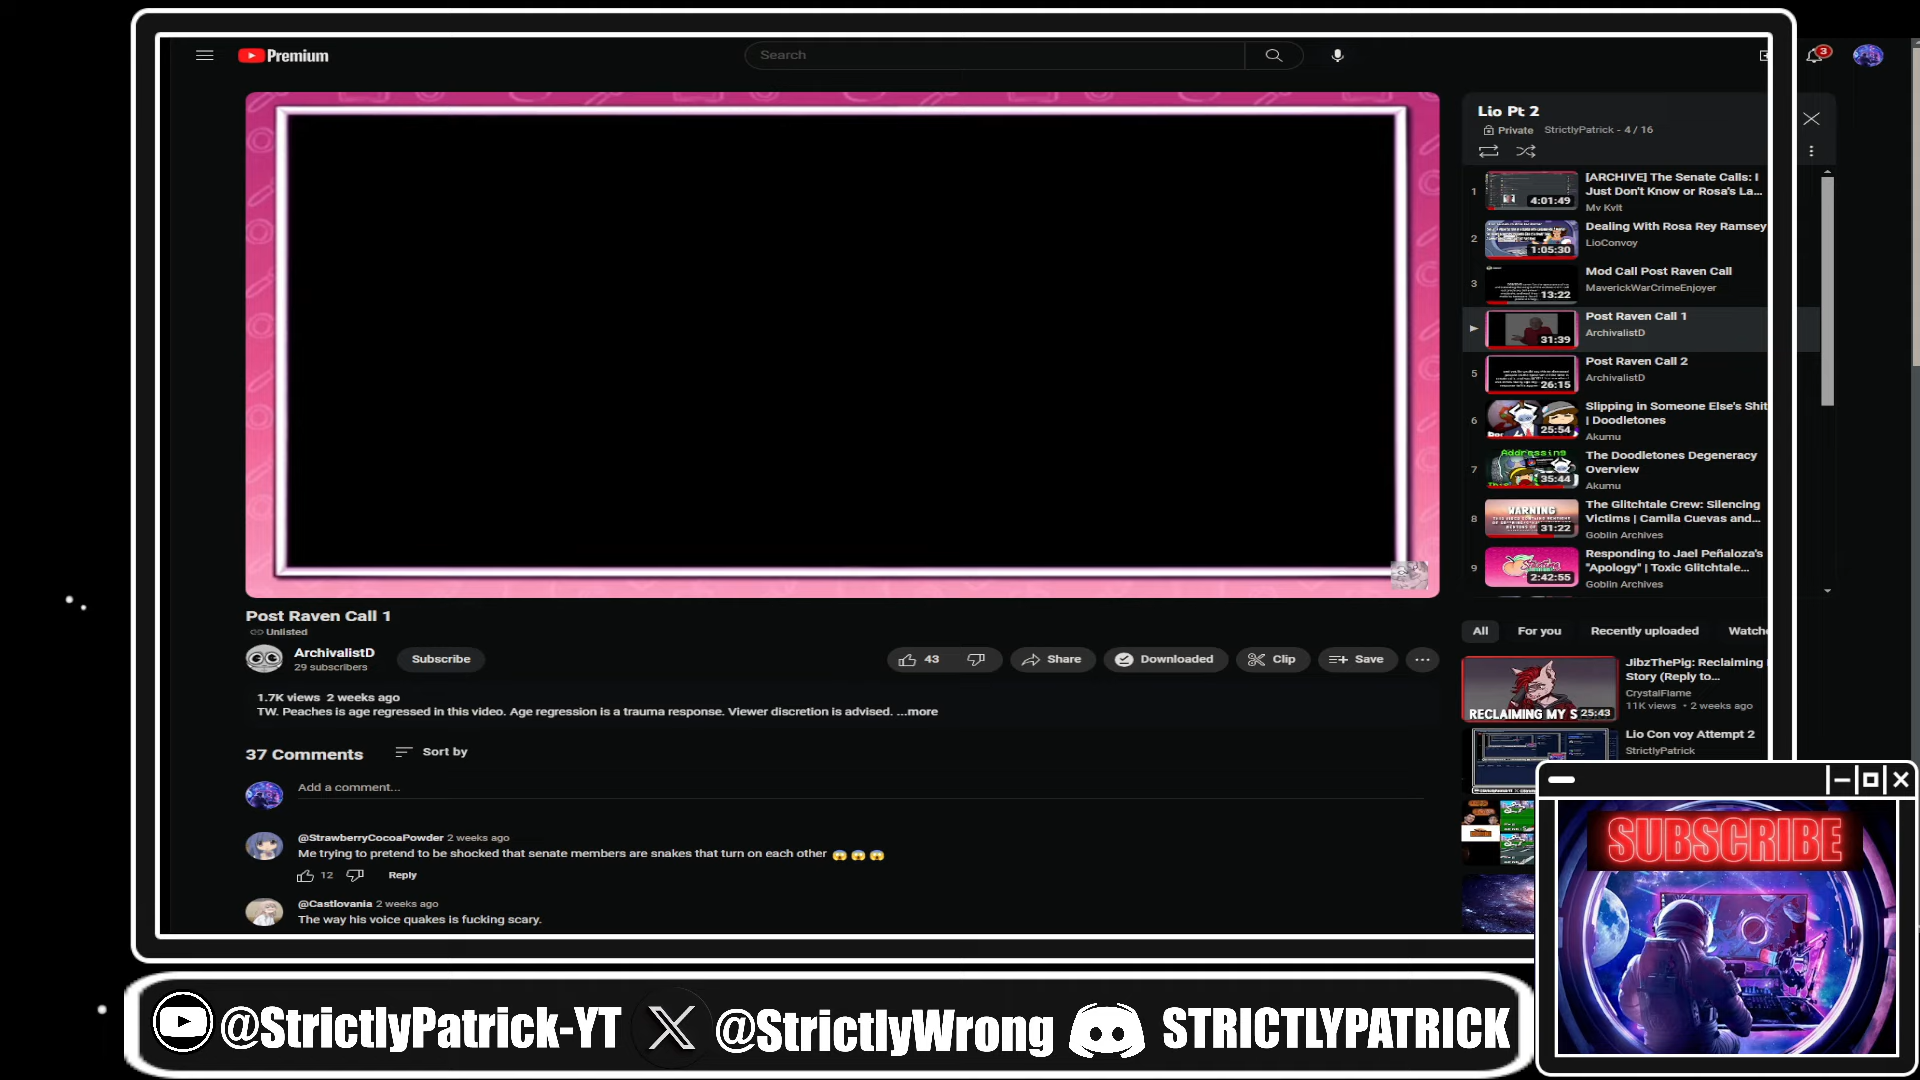 Premium
Search
3
Lio Pt 2
Private StrictlyPatrick - 4 / 16
1
4:01:49
[ARCHIVE] The Senate Calls: I
Just Don't Know or Rosa's La...
Mv Kvlt
2
1:05:30
Dealing With Rosa Rey Ramsey
LioConvoy
3
13:22
Mod Call Post Raven Call
MaverickWarCrimeEnjoyer
31:39
Post Raven Call 1
ArchivalistD
5
26:15
Post Raven Call 2
ArchivalistD
6
25:54
Slipping in Someone Else's Shit
| Doodletones
Akumu
7
Addressing
35:44
The Doodletones Degeneracy
Overview
Akumu
8
WARNING
31:22
The Glitchtale Crew: Silencing
Victims | Camila Cuevas and...
Goblin Archives
9
2:42:55
Responding to Jael Peñaloza's
"Apology" | Toxic Glitchtale...
Goblin Archives
Post Raven Call 1
Unlisted
ArchivalistD
29 subscribers
Subscribe
43
Share
Downloaded
Clip
Save
1.7K views 2 weeks ago
TW. Peaches is age regressed in this video. Age regression is a trauma response. Viewer discretion is advised. ...more
37 Comments
Sort by
Add a comment...
@StrawberryCocoaPowder 2 weeks ago
Me trying to pretend to be shocked that senate members are snakes that turn on each other
12
Reply
@Castlovania 2 weeks ago
The way his voice quakes is fucking scary.
All For you Recently uploaded Watche
RECLAIMING MY S
25:43
JibzThePig: Reclaiming
Story (Reply to...
CrystalFlame
11K views • 2 weeks ago
Lio Con voy Attempt 2
StrictlyPatrick
SUBSCRIBE
@StrictlyPatrick-YT
@StrictlyWrong
STRICTLYPATRICK